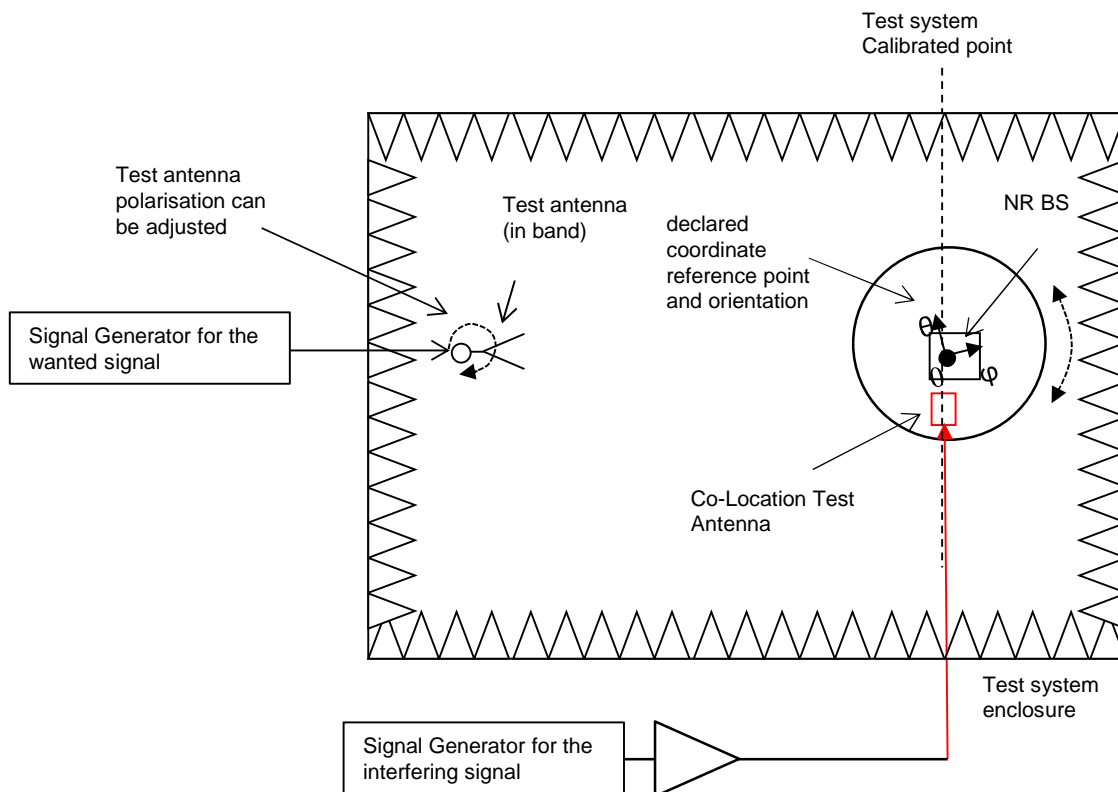 Test system
Calibrated point
Test antenna
polarisation can
be adjusted
Test antenna
(in band)
declared
coordinate
reference point
and orientation
NR BS
Signal Generator for the
wanted signal
θ
0
φ
Co-Location Test
Antenna
Test system
enclosure
Signal Generator for the
interfering signal